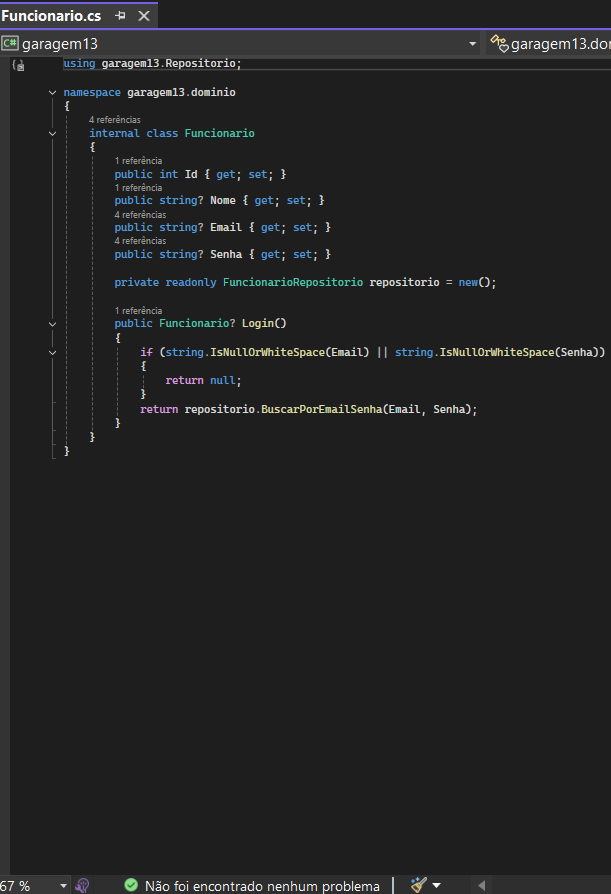 Funcionario.cs
C# garagem13
garagem13.dor
using garagem13.Repositorio;
namespace garagem13.dominio
{
4 referências
internal class Funcionario
{
1 referência
public int Id { get; set; }
1 referência
public string? Nome { get; set; }
4 referências
public string? Email { get; set; }
4 referências
public string? Senha { get; set; }
private readonly FuncionarioRepositorio repositorio = new();
1 referência
public Funcionario? Login()
{
if (string.IsNullOrWhiteSpace(Email) || string.IsNullOrWhiteSpace(Senha))
{
return null;
}
return repositorio.BuscarPorEmailSenha(Email, Senha);
}
}
}
67 %
Não foi encontrado nenhum problema